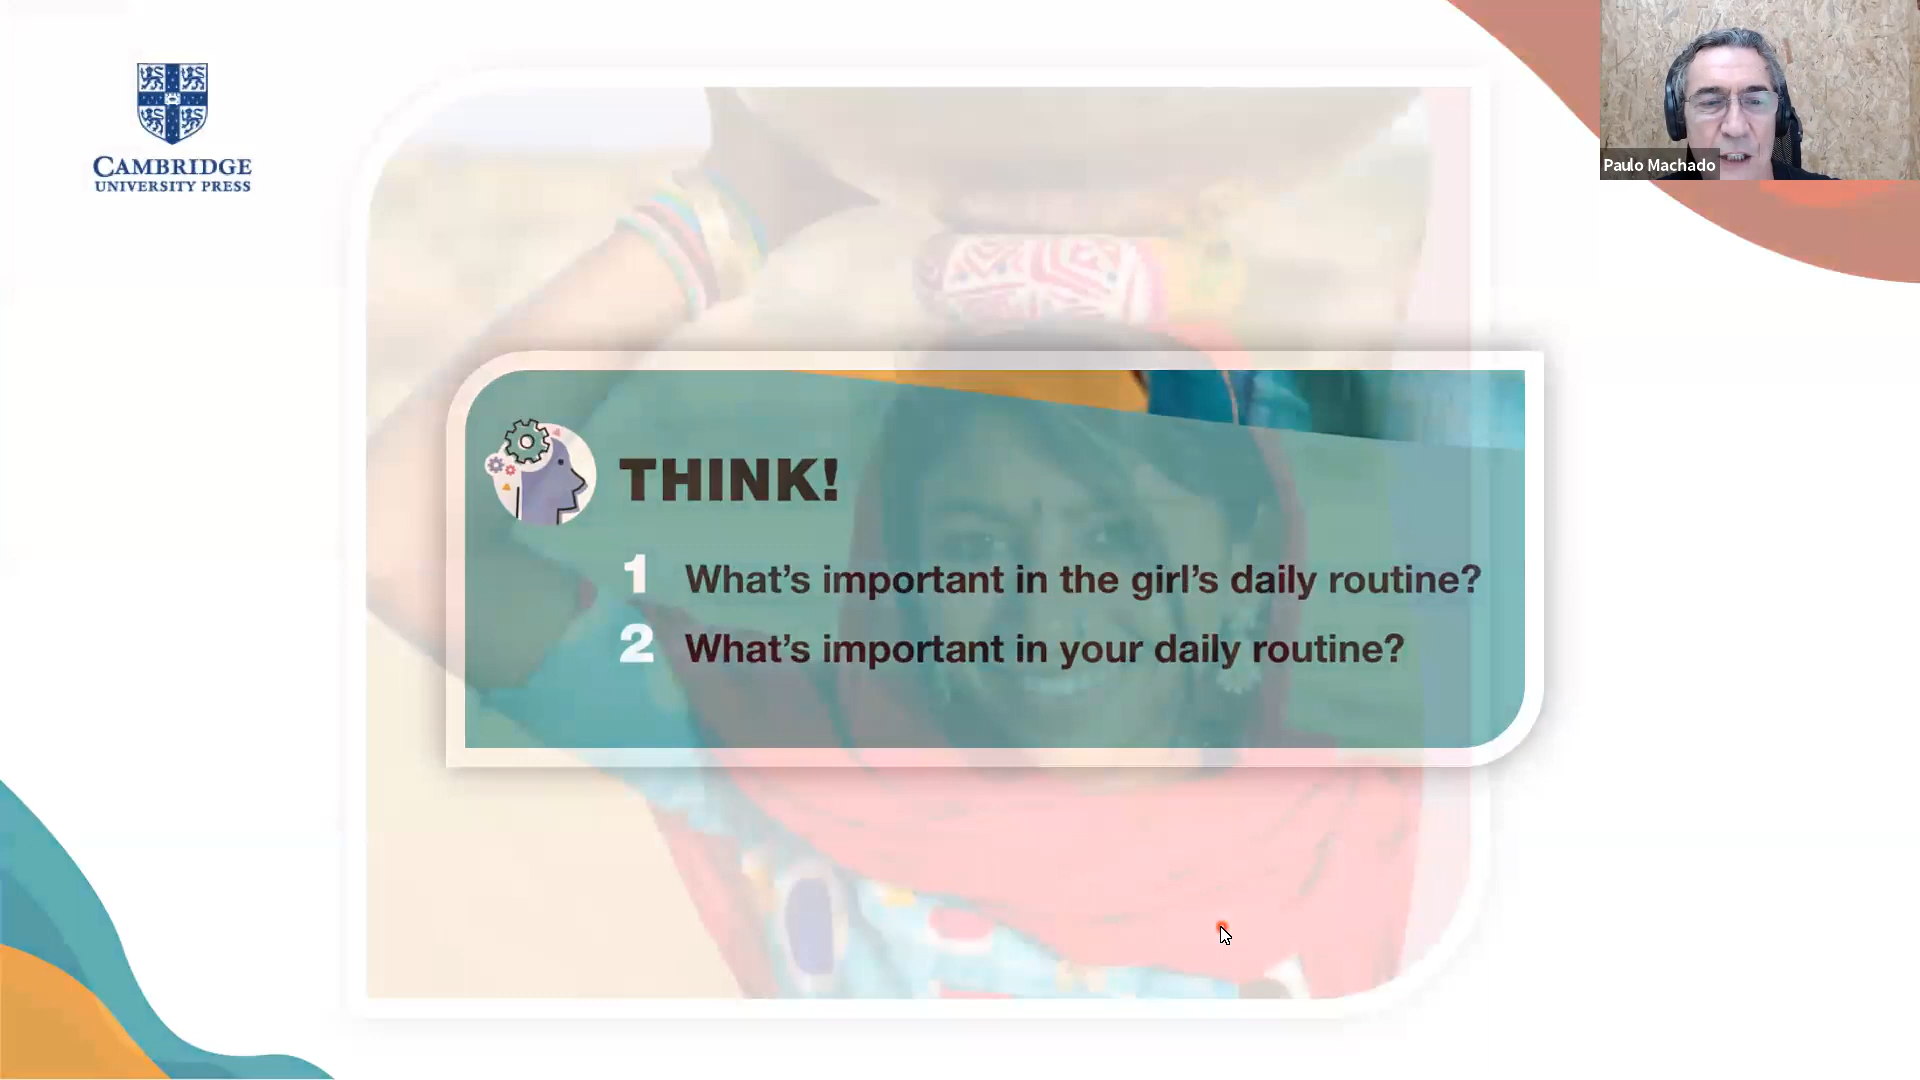 CAMBRIDGE
UNIVERSITY PRESS
Paulo Machado
THINK!
1 What's important in the girl's daily routine?
2 What's important in your daily routine?